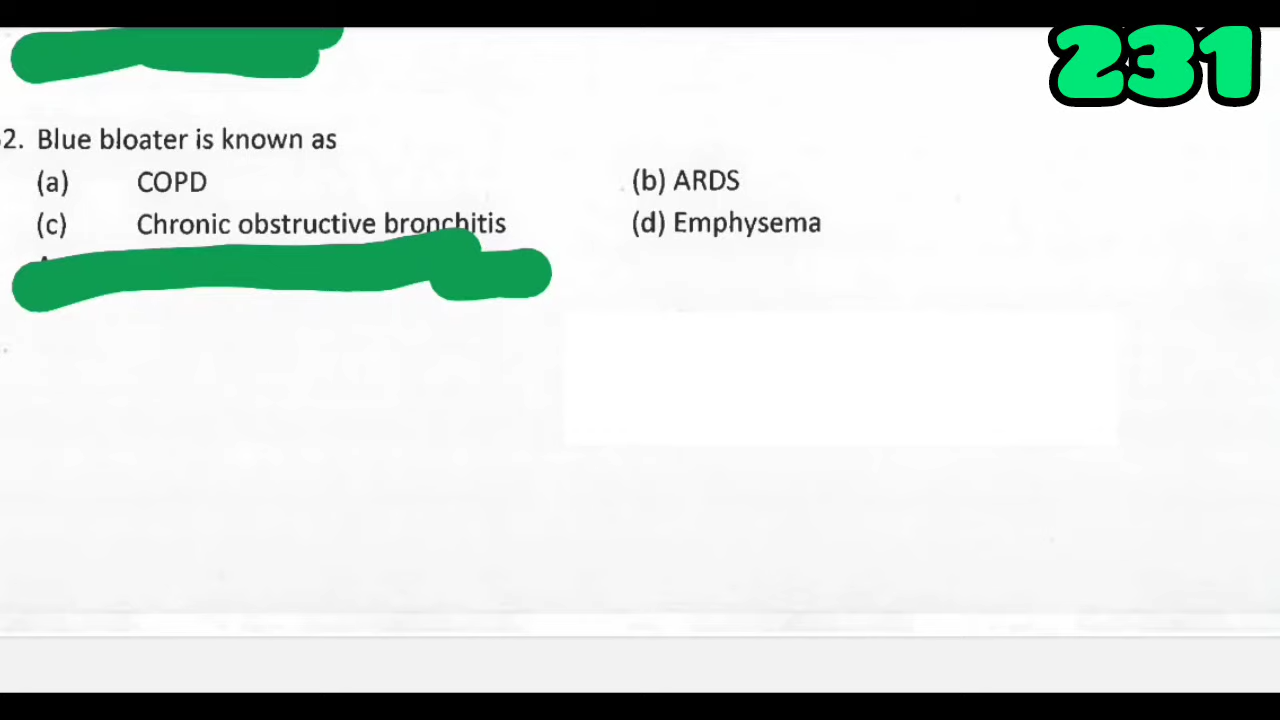 231
2. Blue bloater is known as
(a) COPD (b) ARDS
(c) Chronic obstructive bronchitis (d) Emphysema